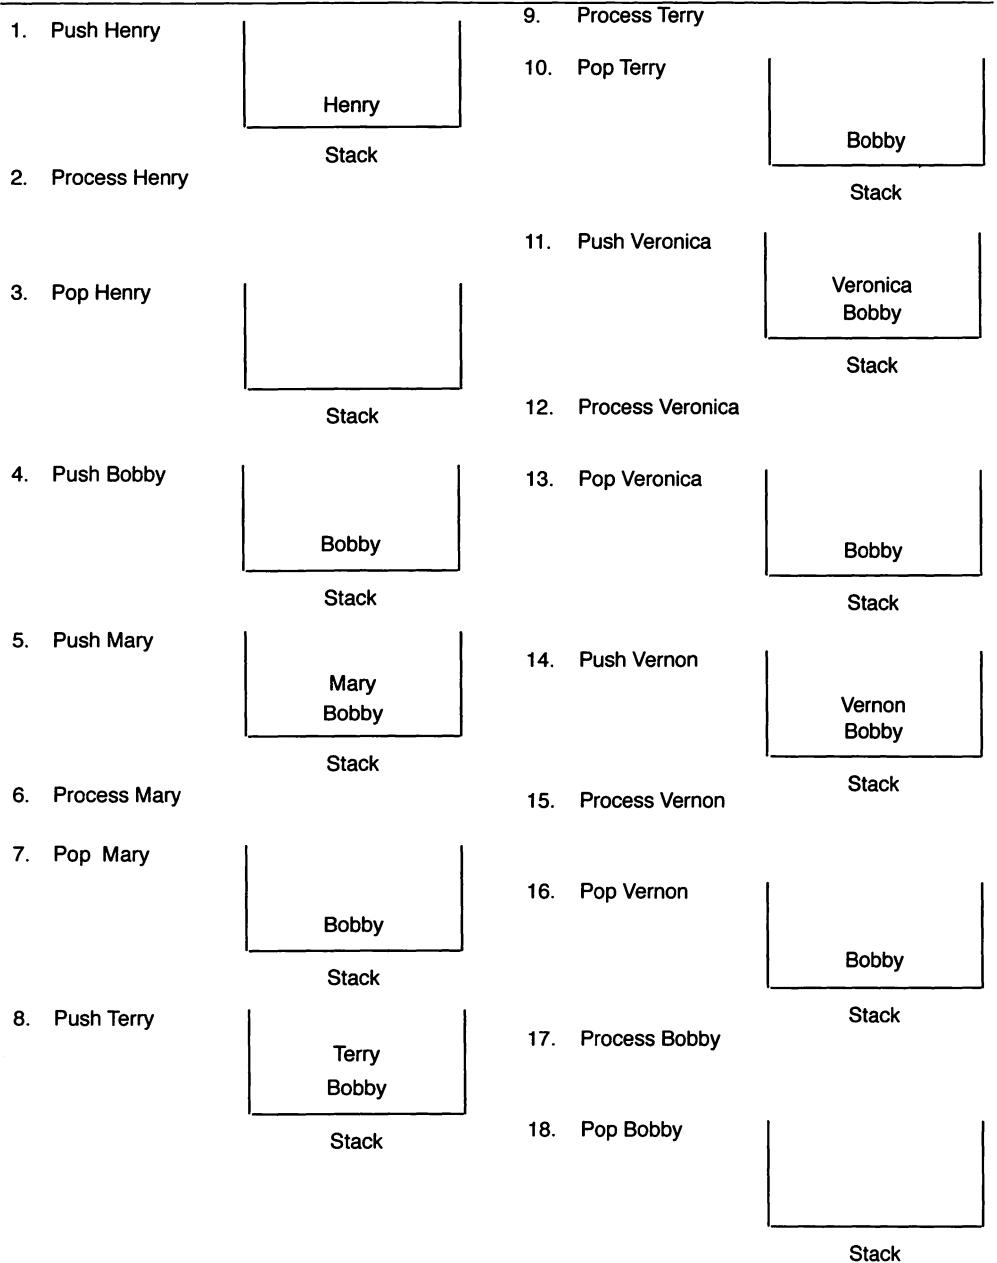 1. Push Henry
Henry
Stack
2. Process Henry
3. Pop Henry
Stack
4. Push Bobby
Bobby
Stack
5. Push Mary
Mary
Bobby
Stack
6. Process Mary
7. Pop Mary
Bobby
Stack
8. Push Terry
Terry
Bobby
Stack
9. Process Terry
10. Pop Terry
Bobby
Stack
11. Push Veronica
Veronica
Bobby
Stack
12. Process Veronica
13. Pop Veronica
Bobby
Stack
14. Push Vernon
Vernon
Bobby
Stack
15. Process Vernon
16. Pop Vernon
Bobby
Stack
17. Process Bobby
18. Pop Bobby
Stack